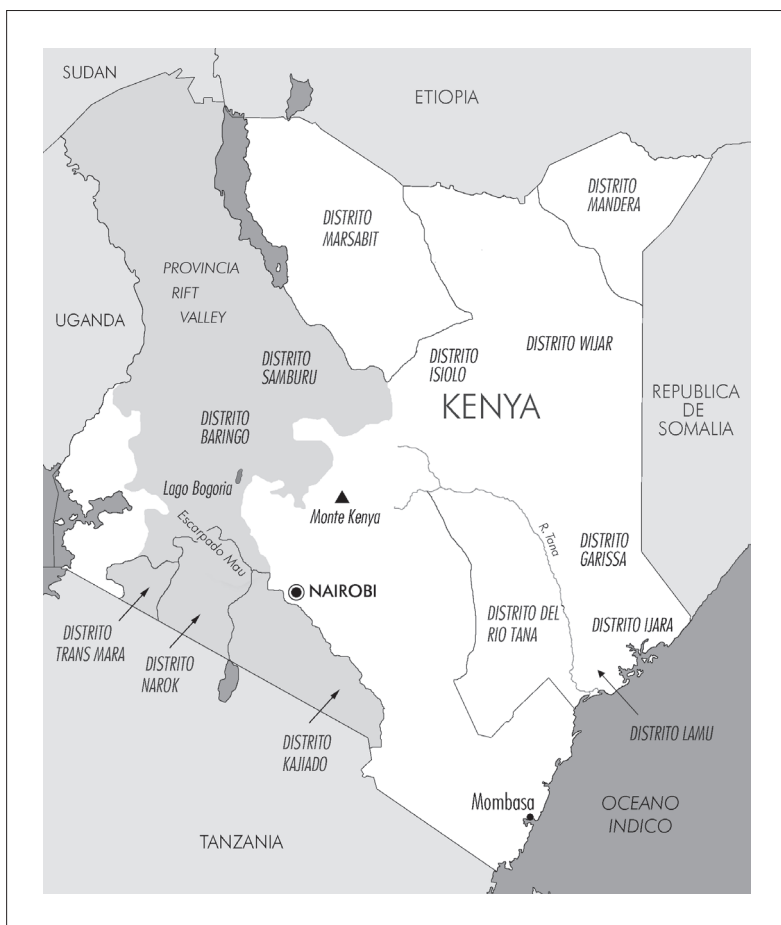 SUDAN
ETIOPIA
DISTRITO
MANDERA
DISTRITO
MARSABIT
PROVINCIA
RIFT
VALLEY
UGANDA
DISTRITO WIJAR
DISTRITO
ISIOLO
DISTRITO
SAMBURU
KENYA
REPUBLICA
DE
SOMALIA
DISTRITO
BARINGO
Lago Bogoria
Monte Kenya
Escarpado Mau
R. Tana
DISTRITO
GARISSA
NAIROBI
DISTRITO DEL
RIO TANA
DISTRITO IJARA
DISTRITO
TRANS MARA
DISTRITO
NAROK
DISTRITO
KAJIADO
DISTRITO LAMU
Mombasa
OCEANO
INDICO
TANZANIA